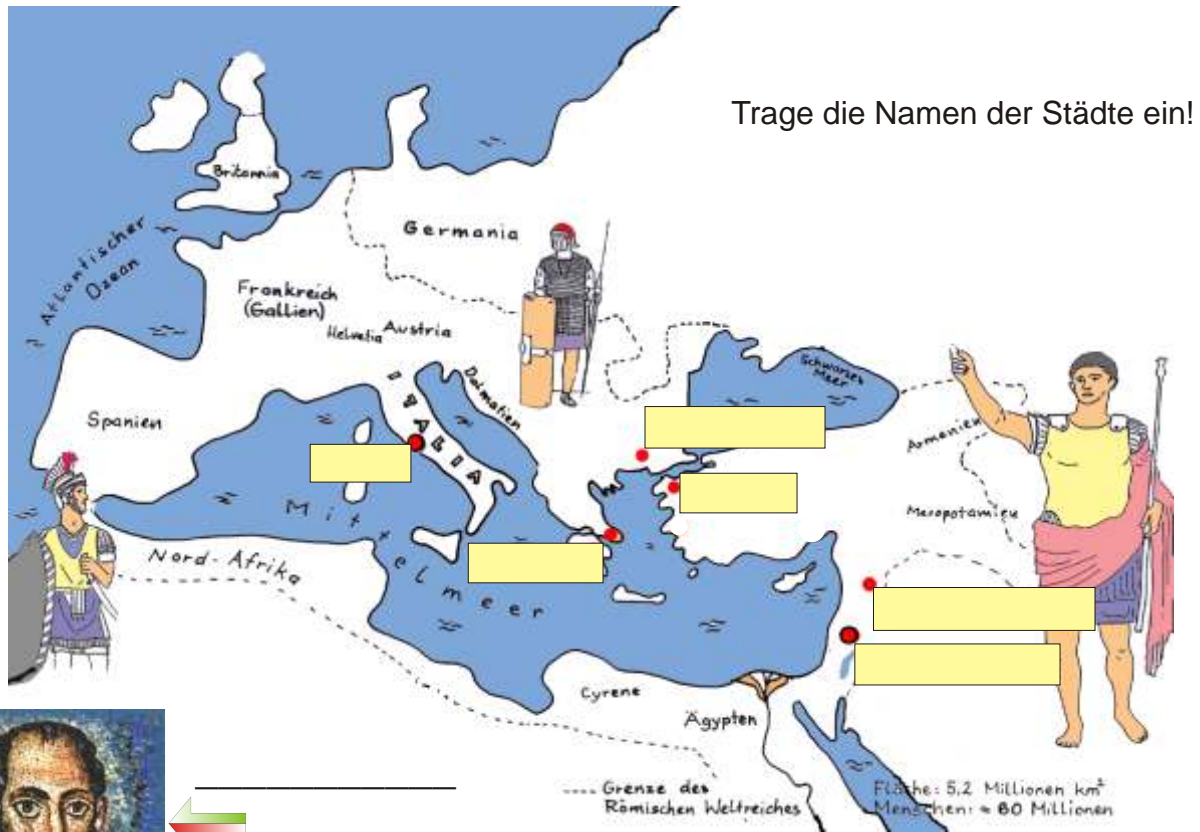 Trage die Namen der Städte ein!
Britannia
Atlantischer
Ozean
Germania
Frankreich
(Gallien)
Helvetia
Austria
Schwarzes
Meer
Dalmatien
ITALIA
Spanien
Armenien
Mesopotamien
Mittelmeer
Nord-Afrika
Cyrene
Ägypten
---- Grenze des
Römischen Weltreiches
Fläche: 5,2 Millionen km²
Menschen: ≈ 60 Millionen